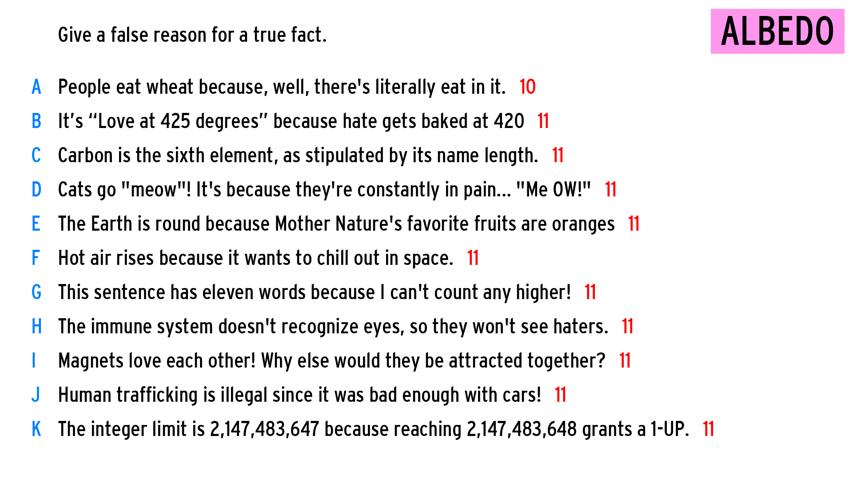 Give a false reason for a true fact.
ALBEDO
A People eat wheat because, well, there's literally eat in it. 10
B It's “Love at 425 degrees” because hate gets baked at 420 11
C Carbon is the sixth element, as stipulated by its name length. 11
D Cats go "meow"! It's because they're constantly in pain... "Me OW!" 11
E The Earth is round because Mother Nature's favorite fruits are oranges 11
F Hot air rises because it wants to chill out in space. 11
G This sentence has eleven words because I can't count any higher! 11
H The immune system doesn't recognize eyes, so they won't see haters. 11
I Magnets love each other! Why else would they be attracted together? 11
J Human trafficking is illegal since it was bad enough with cars! 11
K The integer limit is 2,147,483,647 because reaching 2,147,483,648 grants a 1-UP. 11